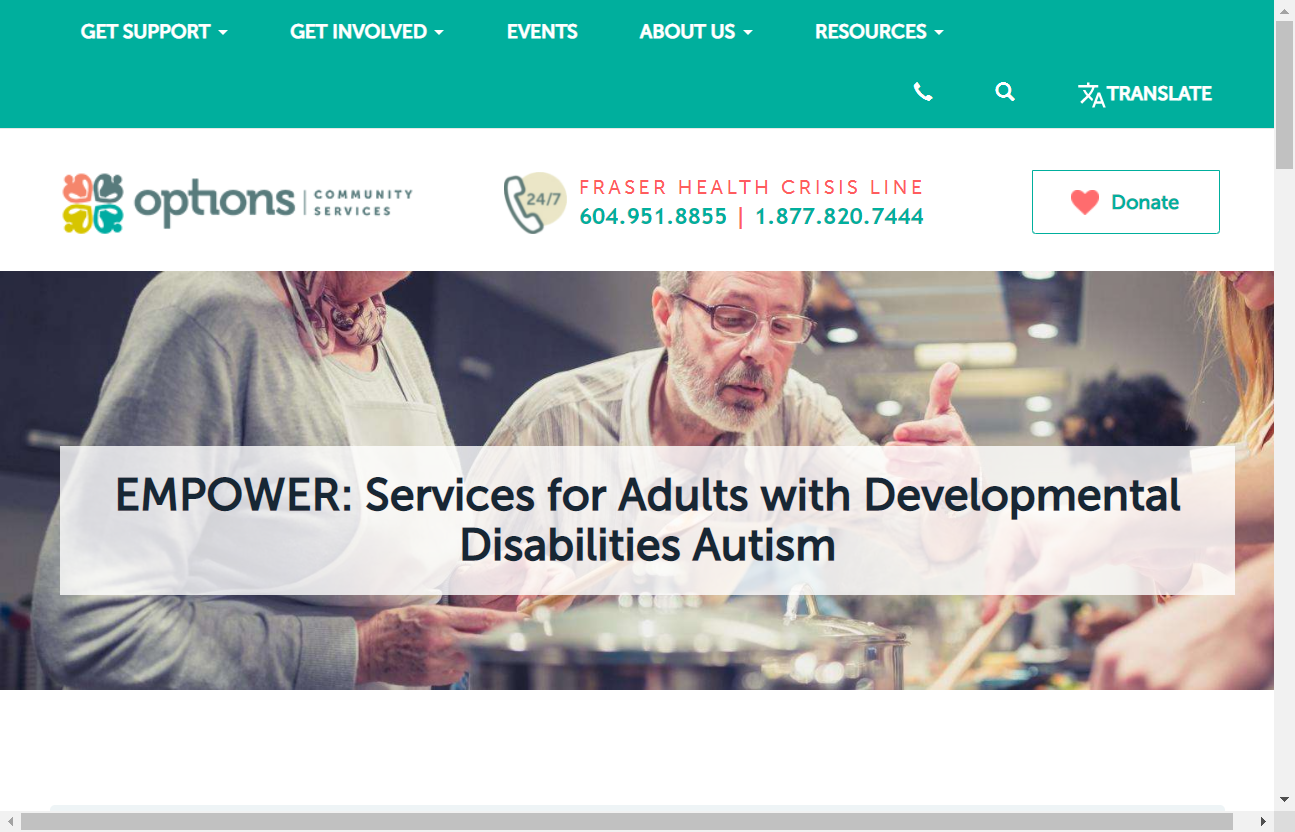 GET SUPPORT
GET INVOLVED
EVENTS
ABOUT US
RESOURCES
TRANSLATE
options | COMMUNITY SERVICES
24/7
FRASER HEALTH CRISIS LINE
604.951.8855 | 1.877.820.7444
Donate
EMPOWER: Services for Adults with Developmental
Disabilities Autism